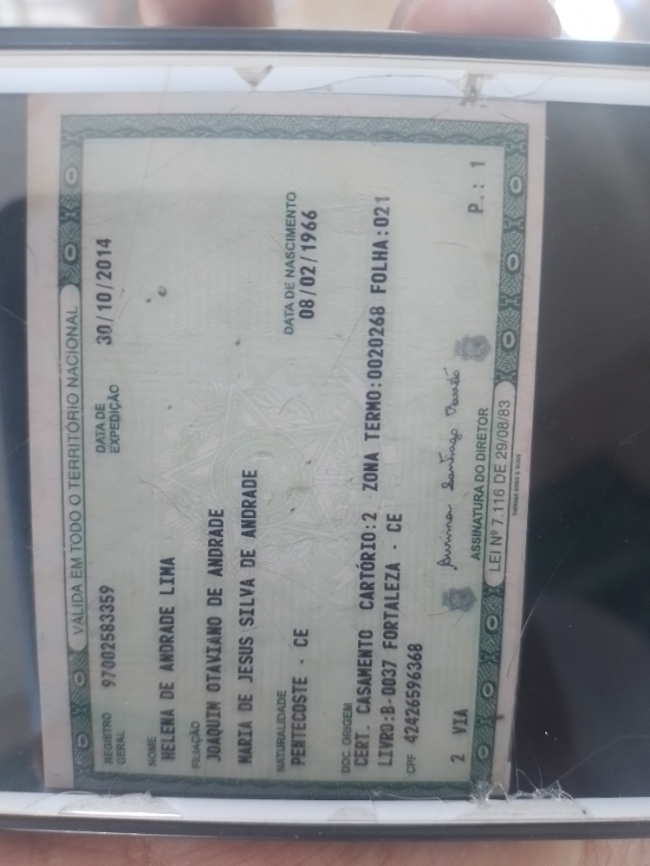 VÁLIDA EM TODO O TERRITÓRIO NACIONAL
REGISTRO GERAL 97002583359 DATA DE EXPEDIÇÃO 30/10/2014
NOME
HELENA DE ANDRADE LIMA
FILIAÇÃO
JOAQUIM OTAVIANO DE ANDRADE
MARIA DE JESUS SILVA DE ANDRADE
NATURALIDADE DATA DE NASCIMENTO
PENTECOSTE - CE 08/02/1966
DOC. ORIGEM
CERT. CASAMENTO CARTÓRIO:2 ZONA TERMO:0020268 FOLHA:021
LIVRO:B-0037 FORTALEZA - CE
CPF 42426596368
2 VIA P.: 1
ASSINATURA DO DIRETOR
LEI Nº 7.116 DE 29/08/83